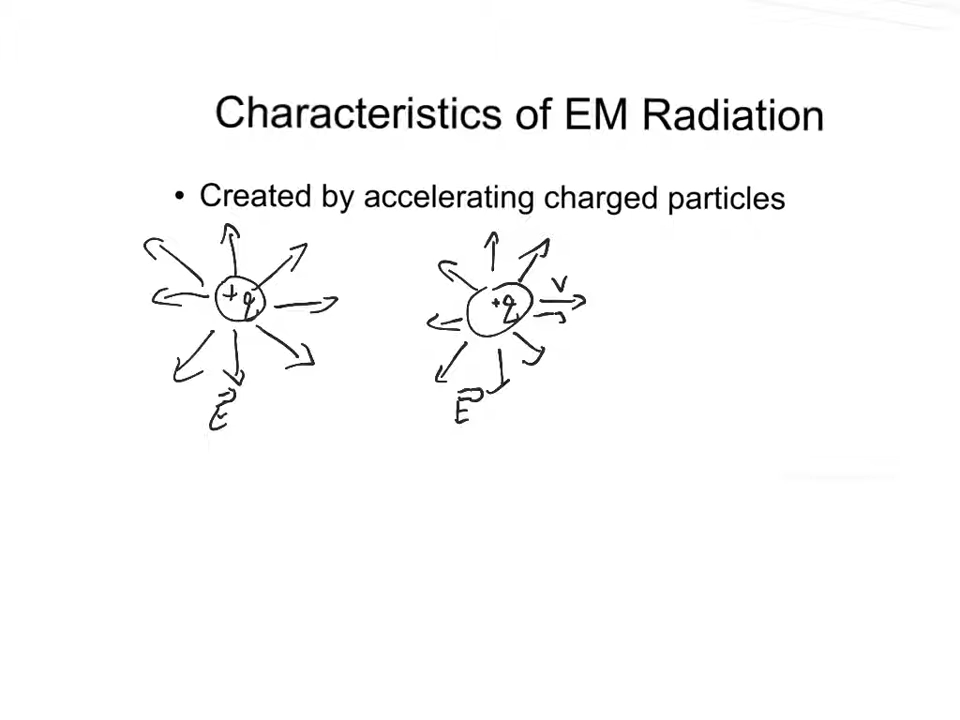 Characteristics of EM Radiation
• Created by accelerating charged particles
+q
+q
v
E
E